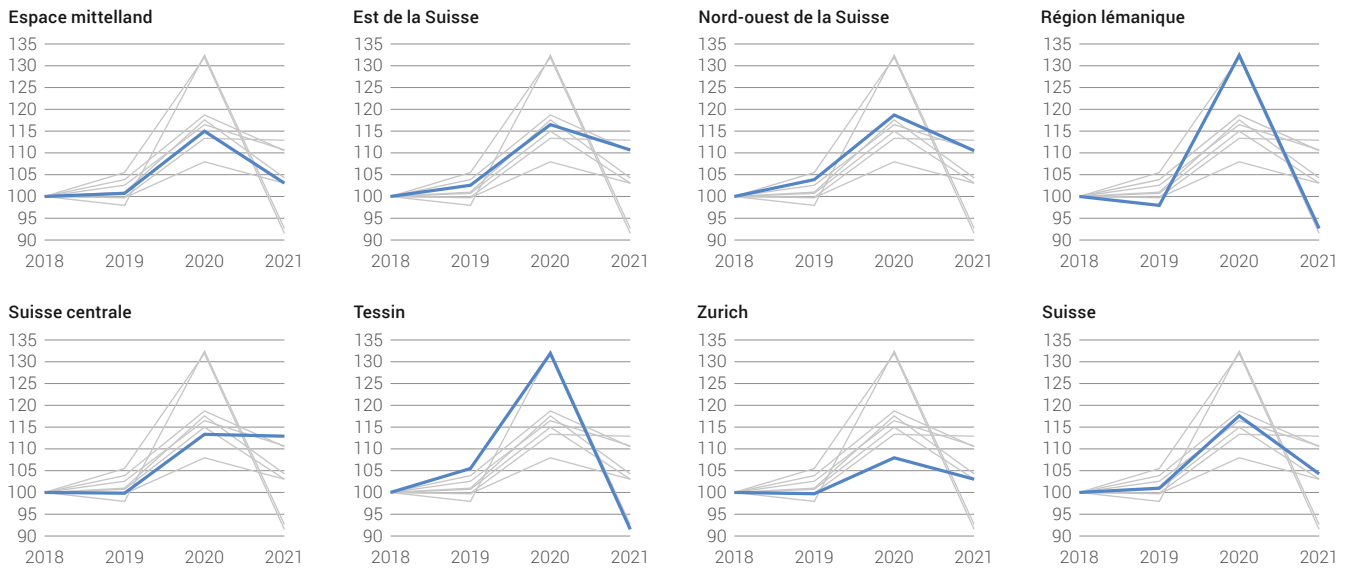 Espace mittelland Est de la Suisse Nord-ouest de la Suisse Région lémanique
135 135 135 135
130 130 130 130
125 125 125 125
120 120 120 120
115 115 115 115
110 110 110 110
105 105 105 105
100 100 100 100
95 95 95 95
90 90 90 90
2018 2019 2020 2021 2018 2019 2020 2021 2018 2019 2020 2021 2018 2019 2020 2021
Suisse centrale Tessin Zurich Suisse
135 135 135 135
130 130 130 130
125 125 125 125
120 120 120 120
115 115 115 115
110 110 110 110
105 105 105 105
100 100 100 100
95 95 95 95
90 90 90 90
2018 2019 2020 2021 2018 2019 2020 2021 2018 2019 2020 2021 2018 2019 2020 2021